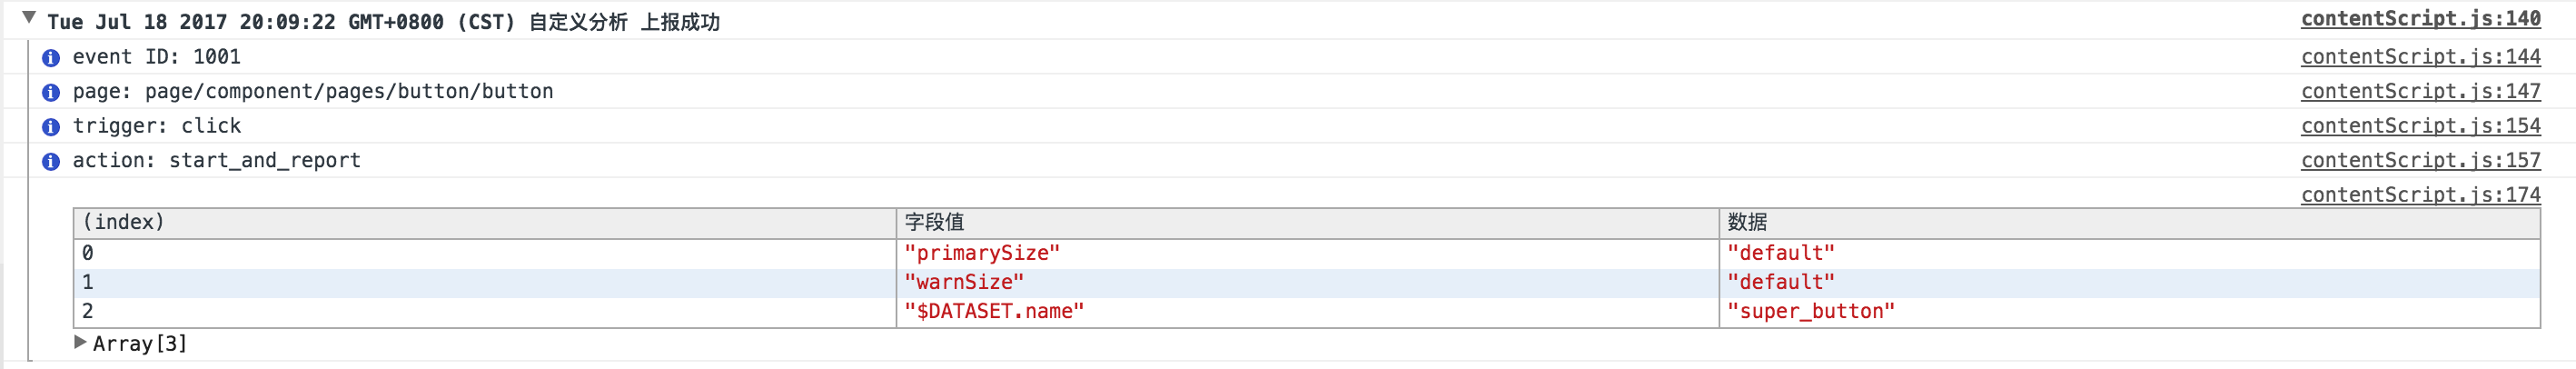 Tue Jul 18 2017 20:09:22 GMT+0800 (CST) 自定义分析 上报成功 contentScript.js:140
event ID: 1001 contentScript.js:144
page: page/component/pages/button/button contentScript.js:147
trigger: click contentScript.js:154
action: start_and_report contentScript.js:157
contentScript.js:174
(index) 字段值 数据
0 "primarySize" "default"
1 "warnSize" "default"
2 "$DATASET.name" "super_button"
Array[3]